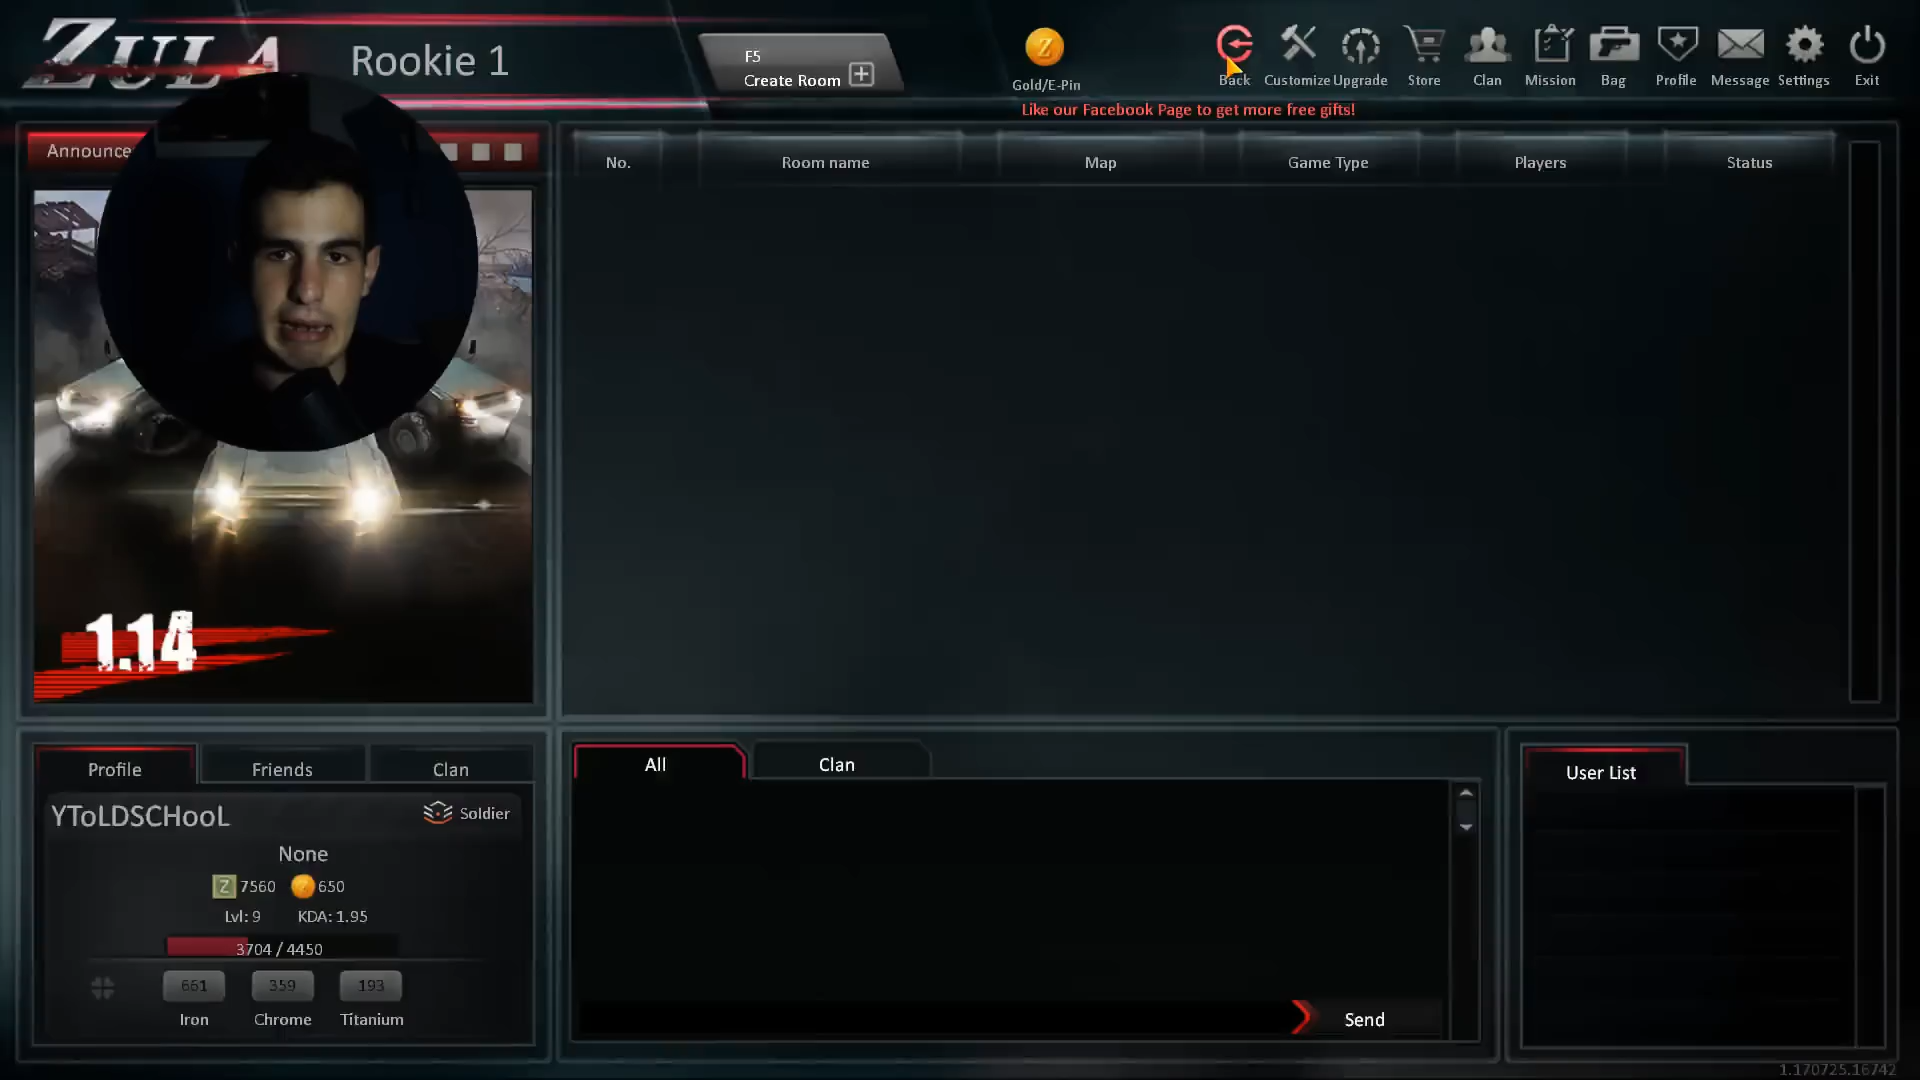 ZULA
Rookie 1
F5
Create Room
Gold/E-Pin
Back
Customize
Upgrade
Store
Clan
Mission
Bag
Profile
Message
Settings
Exit
Like our Facebook Page to get more free gifts!
Announce
No.
Room name
Map
Game Type
Players
Status
1.14
Profile
Friends
Clan
YToLDSCHooL
Soldier
None
Z 7560
Z 650
Lvl: 9
KDA: 1.95
3704 / 4450
661
359
193
Iron
Chrome
Titanium
All
Clan
Send
User List
1.170725.16742